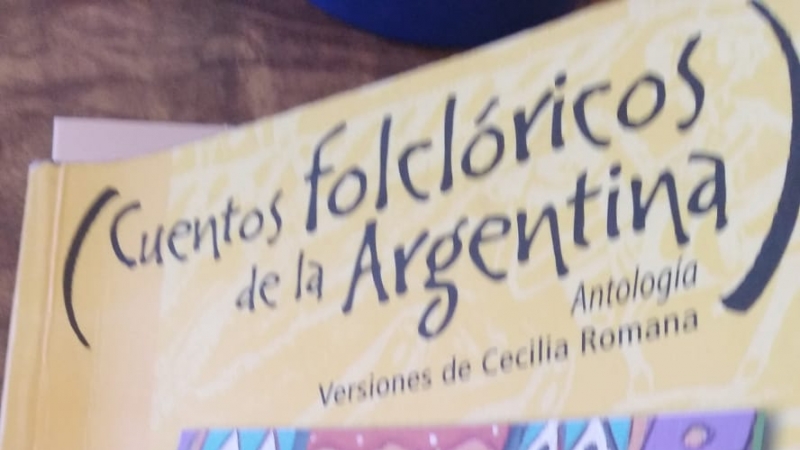 (Cuentos folclóricos
de la Argentina)
Antología
Versiones de Cecilia Romana